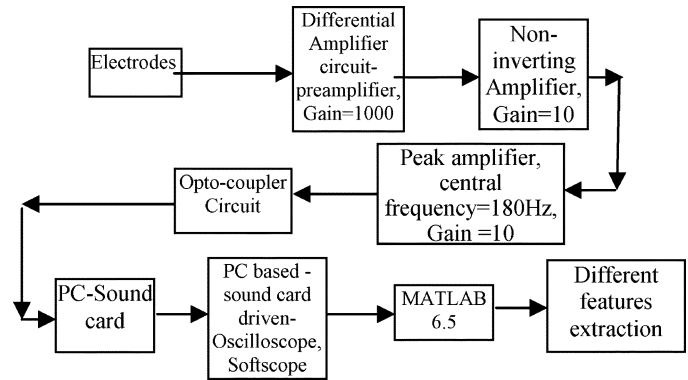 Electrodes
Differential
Amplifier
circuit-
preamplifier,
Gain=1000
Non-
inverting
Amplifier,
Gain=10
Peak amplifier,
central
frequency=180Hz,
Gain =10
Opto-coupler
Circuit
PC-Sound
card
PC based -
sound card
driven-
Oscilloscope,
Softscope
MATLAB
6.5
Different
features
extraction